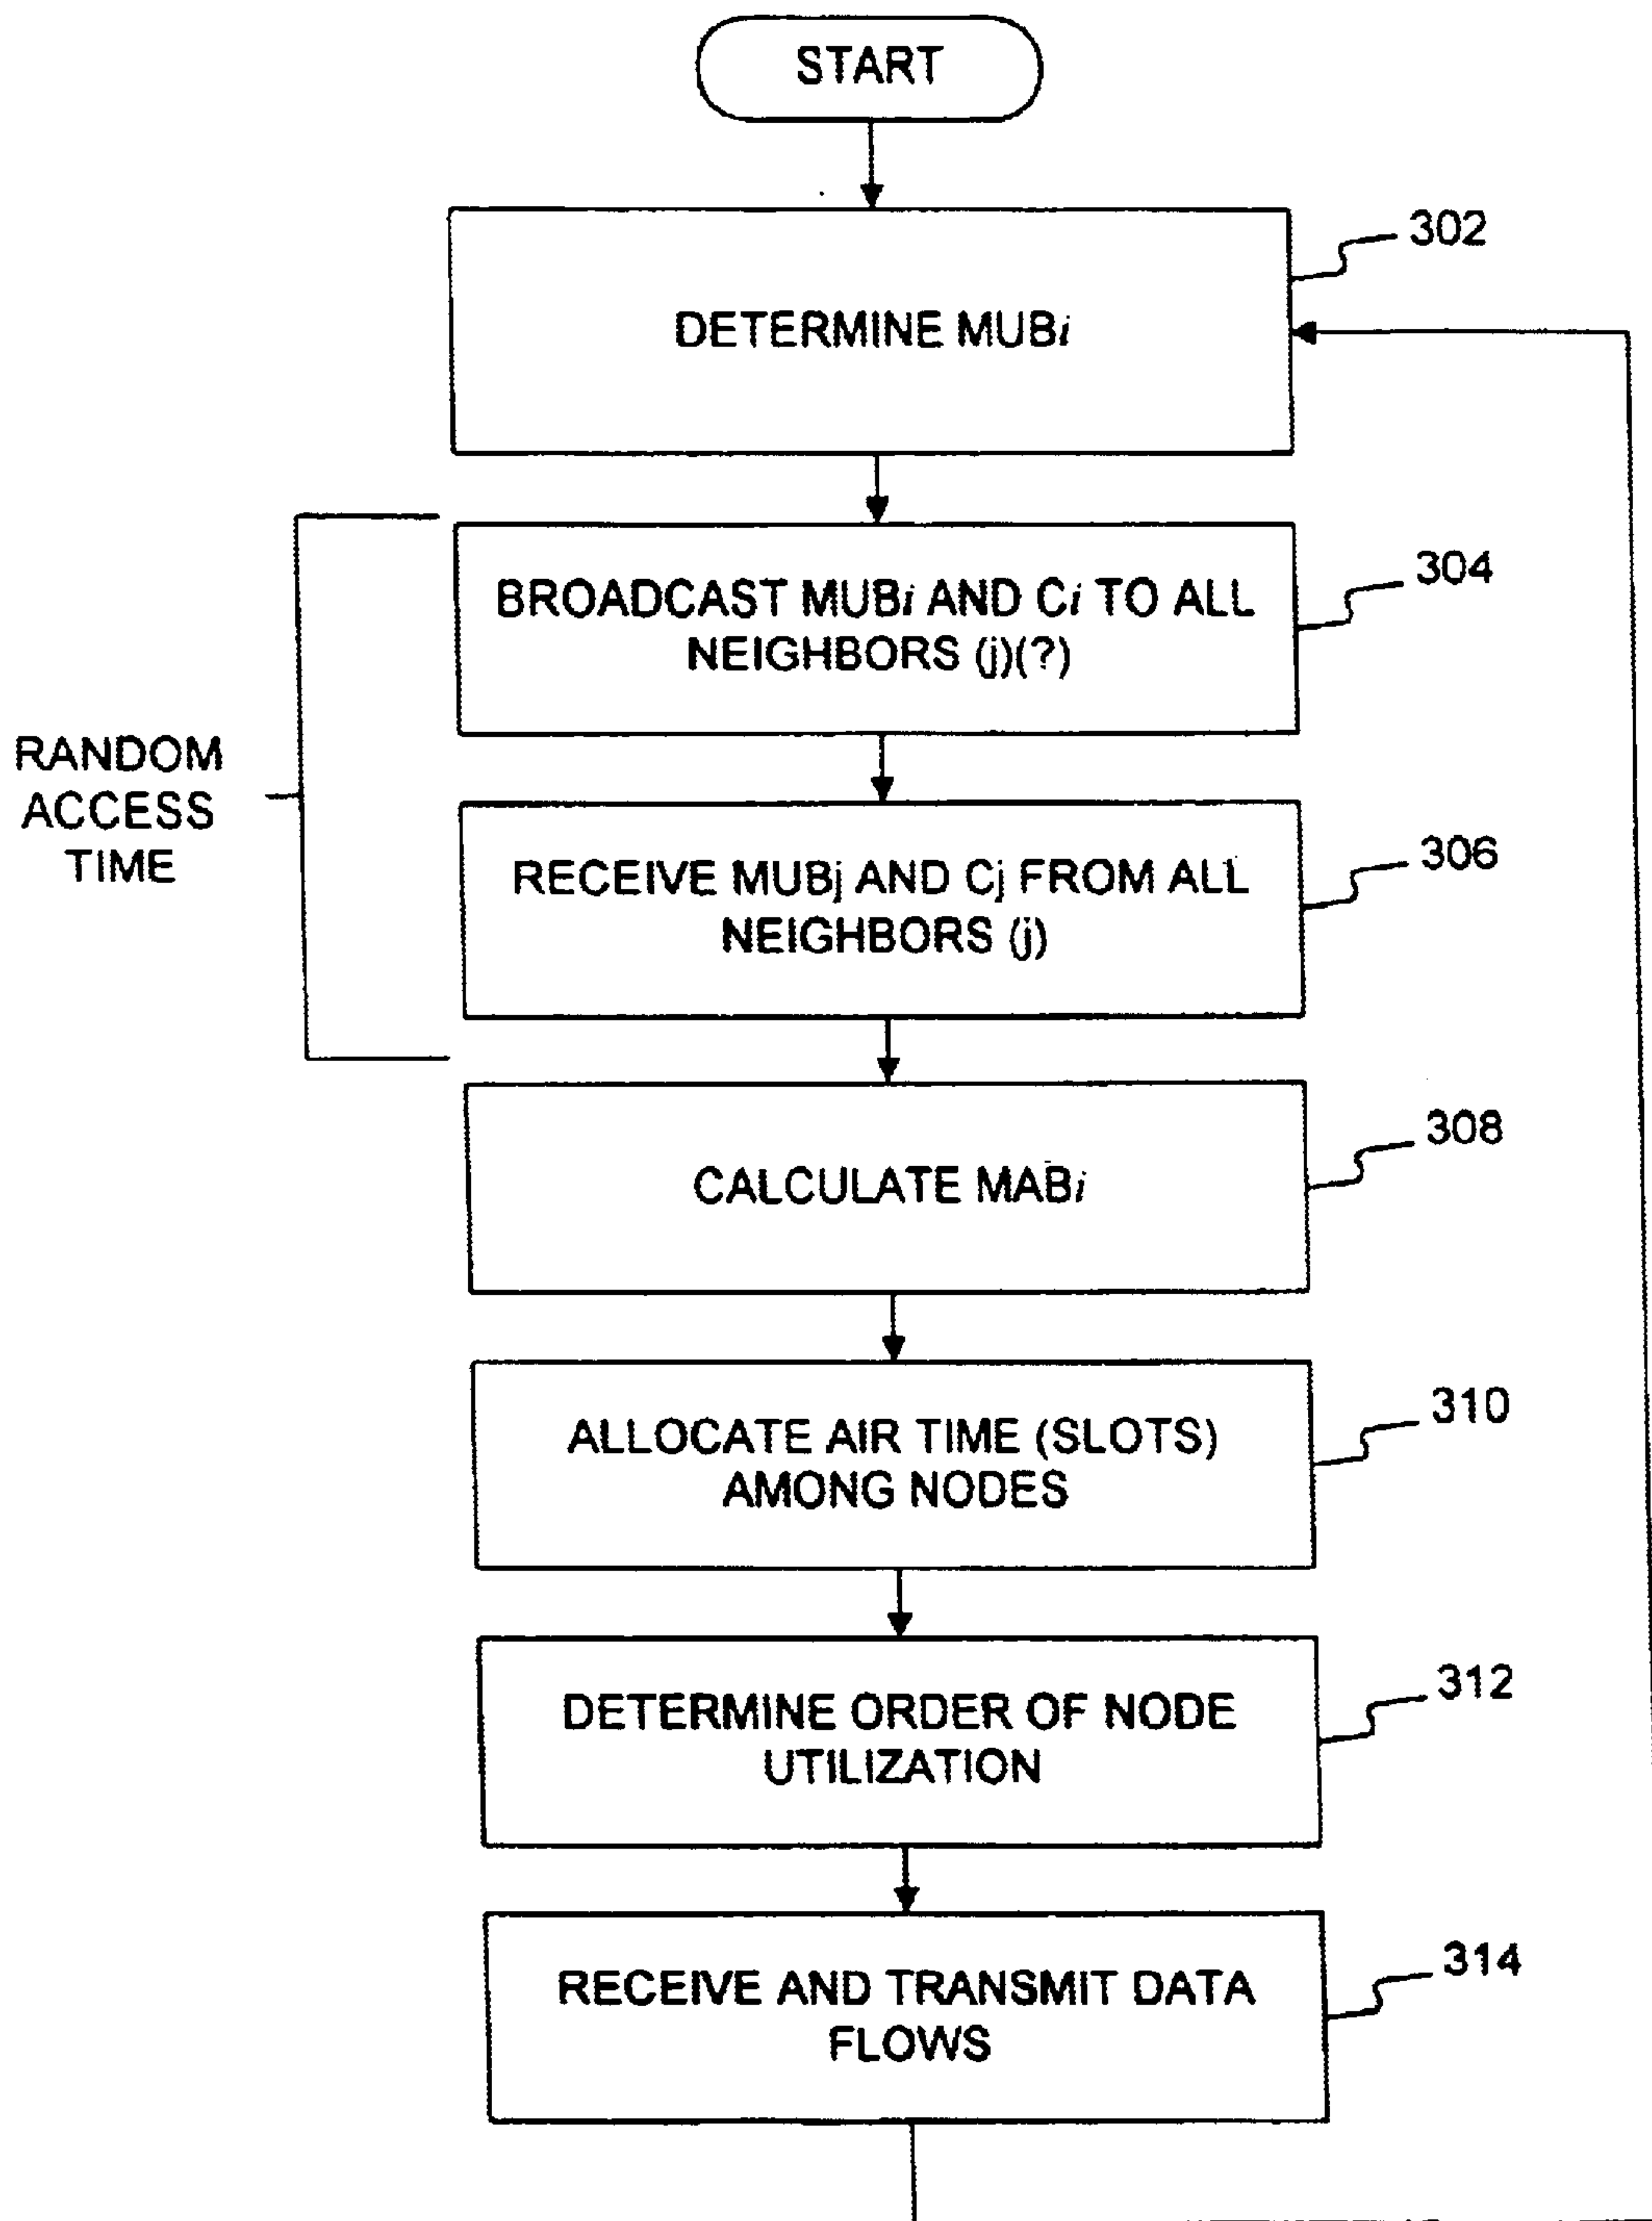 START
302
DETERMINE MUBi
304
BROADCAST MUBi AND Ci TO ALL
NEIGHBORS (j)(?)
RANDOM
ACCESS
TIME
306
RECEIVE MUBj AND Cj FROM ALL
NEIGHBORS (j)
308
CALCULATE MABi
310
ALLOCATE AIR TIME (SLOTS)
AMONG NODES
312
DETERMINE ORDER OF NODE
UTILIZATION
314
RECEIVE AND TRANSMIT DATA
FLOWS